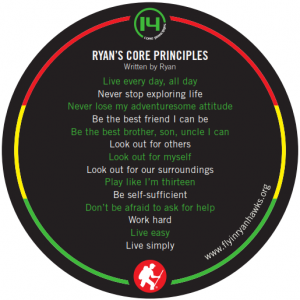 14
CORE PRINCIPLES
RYAN'S CORE PRINCIPLES
Written by Ryan
Live every day, all day
Never stop exploring life
Never lose my adventuresome attitude
Be the best friend I can be
Be the best brother, son, uncle I can
Look out for others
Look out for myself
Look out for our surroundings
Play like I'm thirteen
Be self-sufficient
Don't be afraid to ask for help
Work hard
Live easy
Live simply
www.flyinryanhawks.org